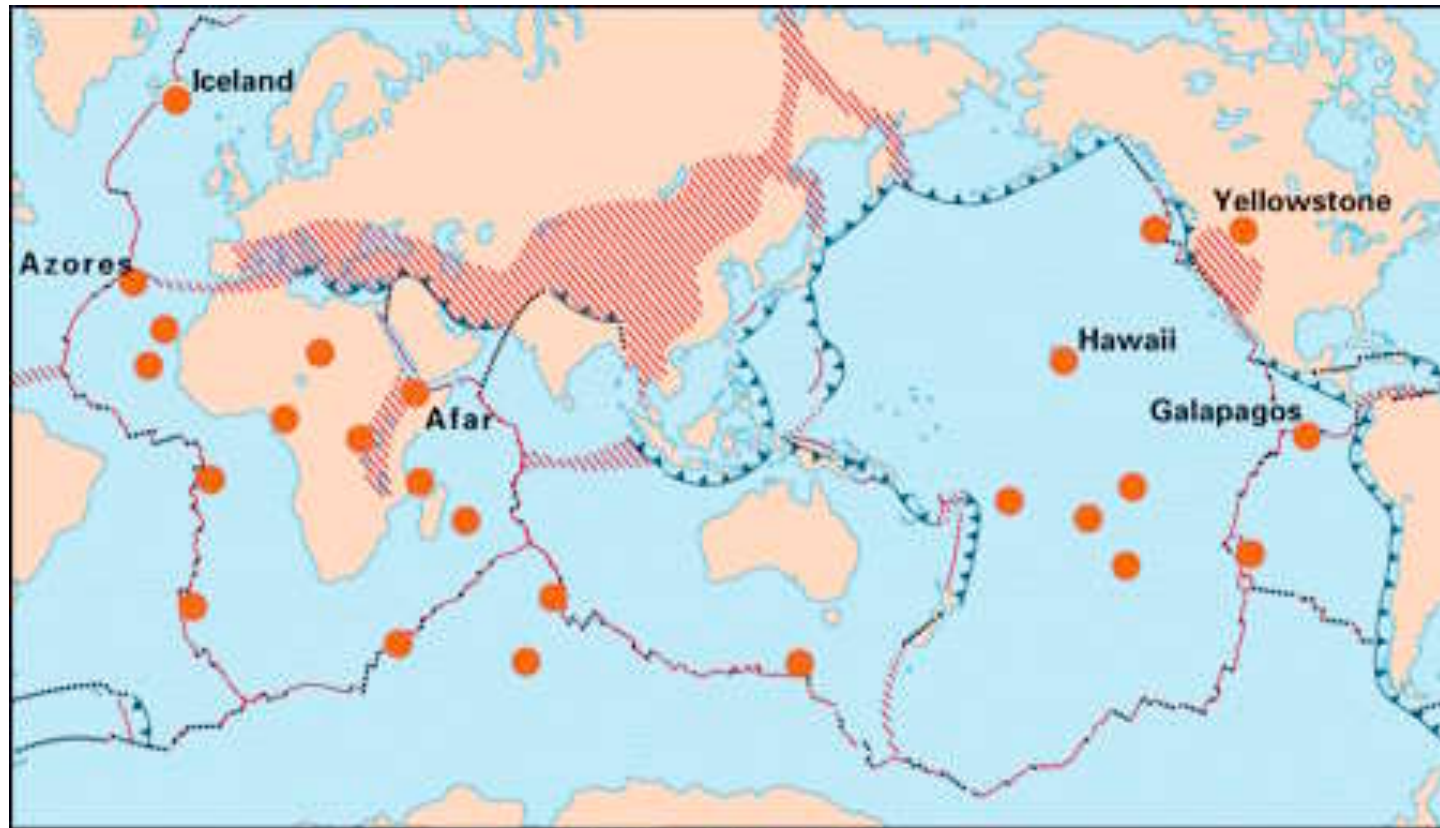 Iceland
Yellowstone
Azores
Hawaii
Afar
Galapagos